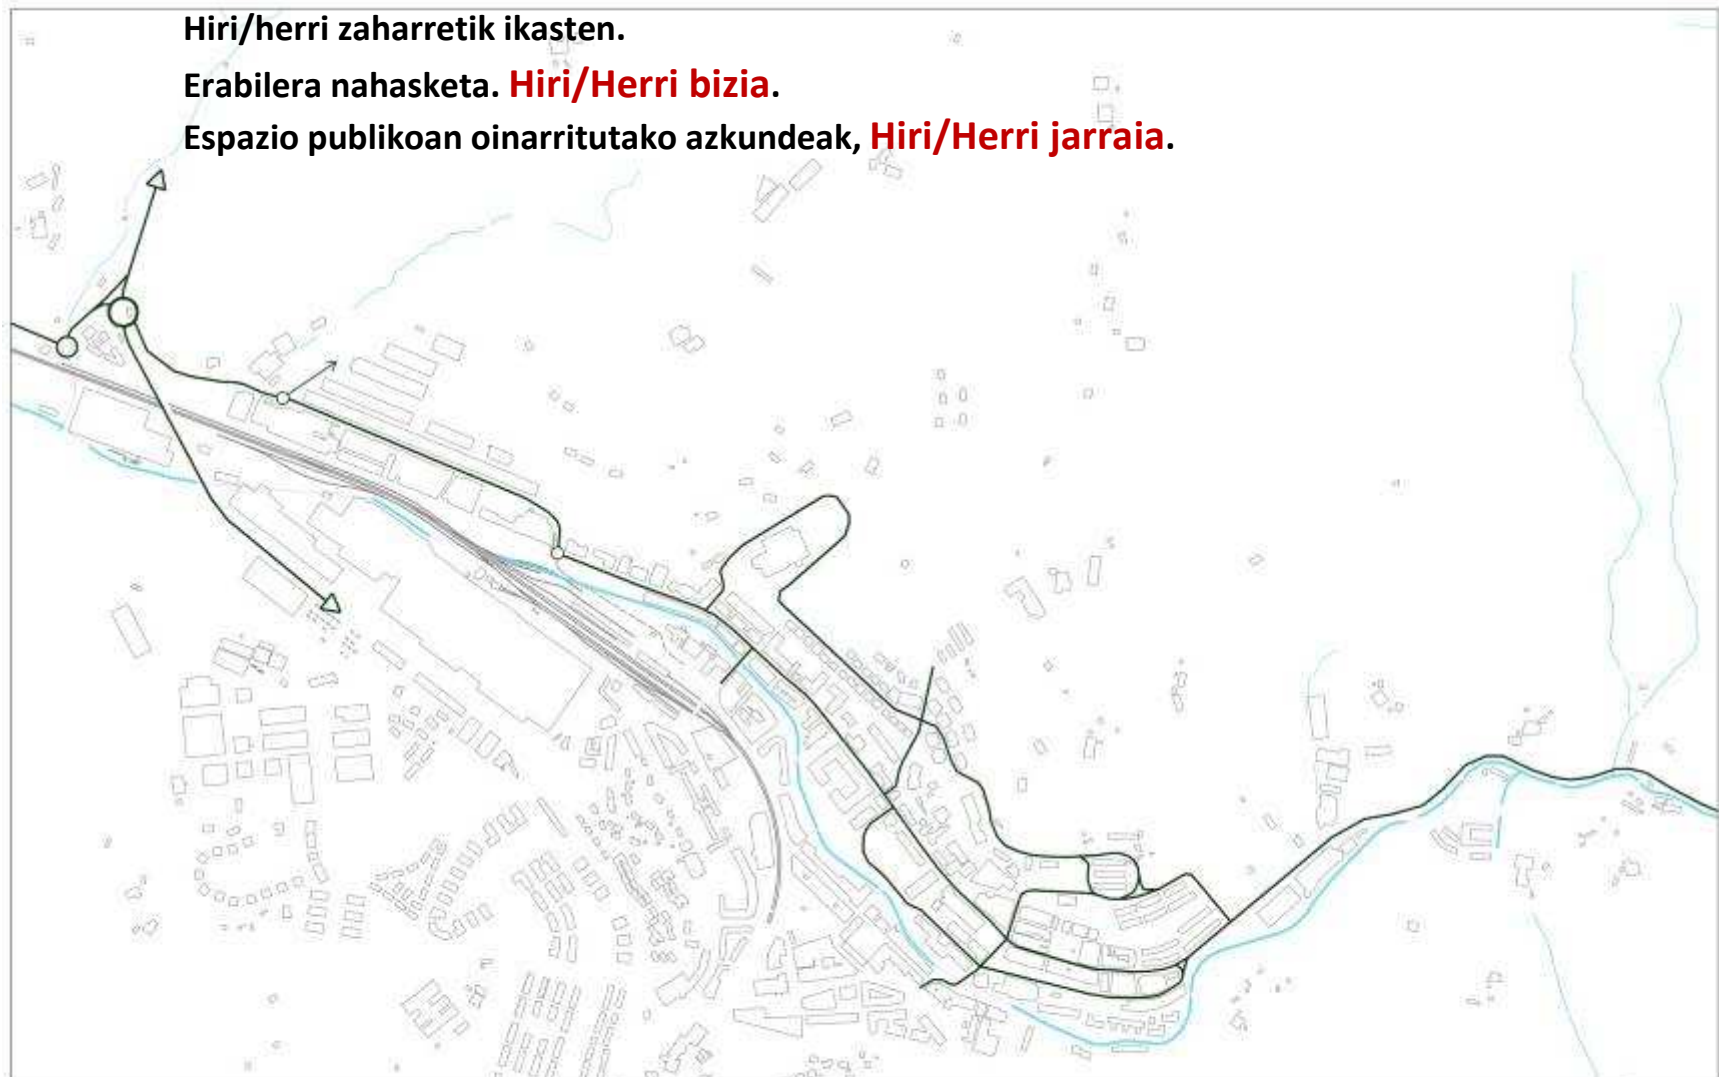 Hiri/herri zaharretik ikasten.
Erabilera nahasketa. Hiri/Herri bizia.
Espazio publikoan oinarritutako azkundeak, Hiri/Herri jarraia.